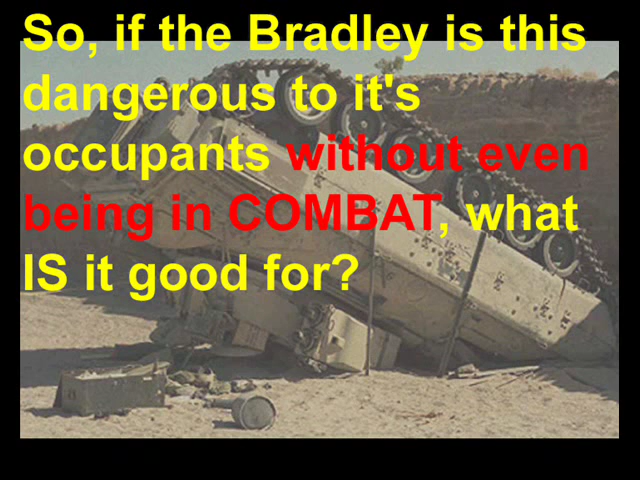 So, if the Bradley is this
dangerous to it's
occupants without even
being in COMBAT, what
IS it good for?